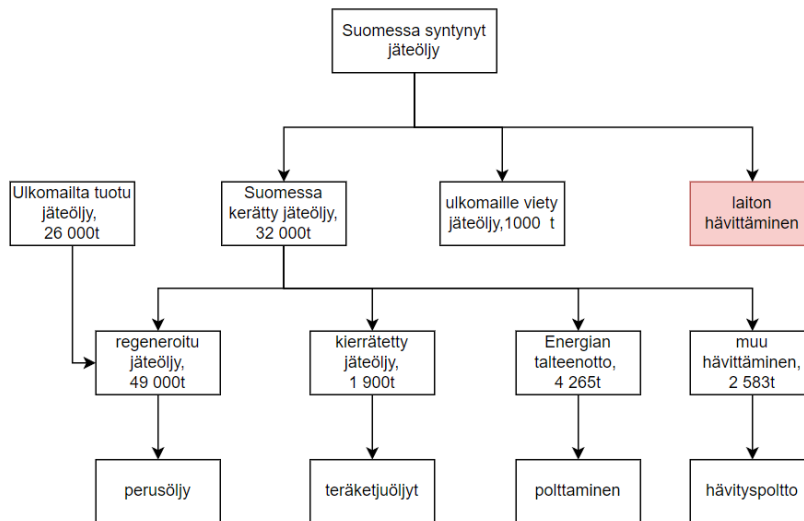 Suomessa syntynyt
jäteöljy
Ulkomailta tuotu
jäteöljy,
26 000t
Suomessa
kerätty jäteöljy,
32 000t
ulkomaille viety
jäteöljy,1000 t
laiton
hävittäminen
regeneroitu
jäteöljy,
49 000t
kierrätetty
jäteöljy,
1 900t
Energian
talteenotto,
4 265t
muu
hävittäminen,
2 583t
perusöljy
teräketjuöljyt
polttaminen
hävityspoltto